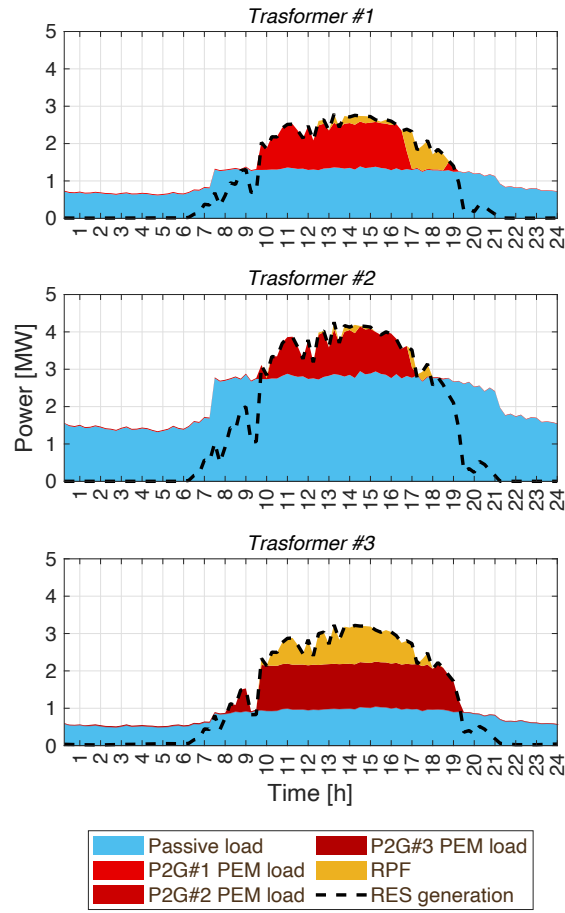 Trasformer #1
5
4
3
2
1
0
1 2 3 4 5 6 7 8 9 10 11 12 13 14 15 16 17 18 19 20 21 22 23 24
Trasformer #2
Power [MW]
5
4
3
2
1
0
1 2 3 4 5 6 7 8 9 10 11 12 13 14 15 16 17 18 19 20 21 22 23 24
Trasformer #3
5
4
3
2
1
0
1 2 3 4 5 6 7 8 9 10 11 12 13 14 15 16 17 18 19 20 21 22 23 24
Time [h]
Passive load
P2G#1 PEM load
P2G#2 PEM load
P2G#3 PEM load
RPF
RES generation